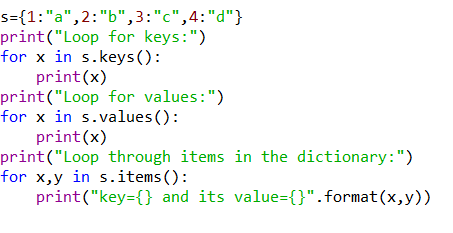 s={1:"a",2:"b",3:"c",4:"d"}
print("Loop for keys:")
for x in s.keys():
    print(x)
print("Loop for values:")
for x in s.values():
    print(x)
print("Loop through items in the dictionary:")
for x,y in s.items():
    print("key={} and its value={}".format(x,y))